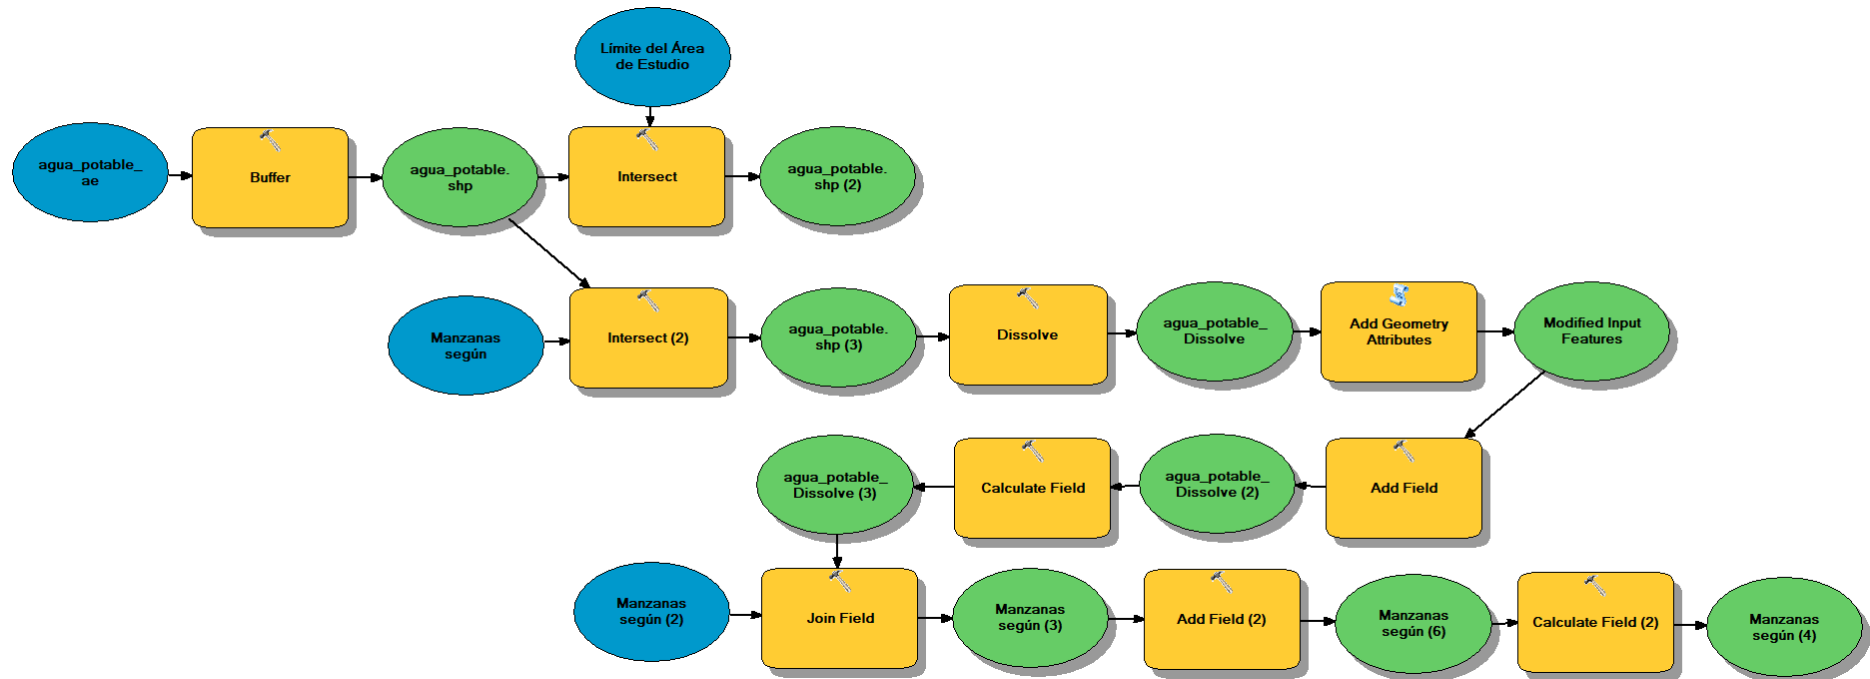 Límite del Área
de Estudio
agua_potable_
ae
Buffer
agua_potable.
shp
Intersect
agua_potable.
shp (2)
Manzanas
según
Intersect (2)
agua_potable.
shp (3)
Dissolve
agua_potable_
Dissolve
Add Geometry
Attributes
Modified Input
Features
agua_potable_
Dissolve (3)
Calculate Field
agua_potable_
Dissolve (2)
Add Field
Manzanas
según (2)
Join Field
Manzanas
según (3)
Add Field (2)
Manzanas
según (6)
Calculate Field (2)
Manzanas
según (4)